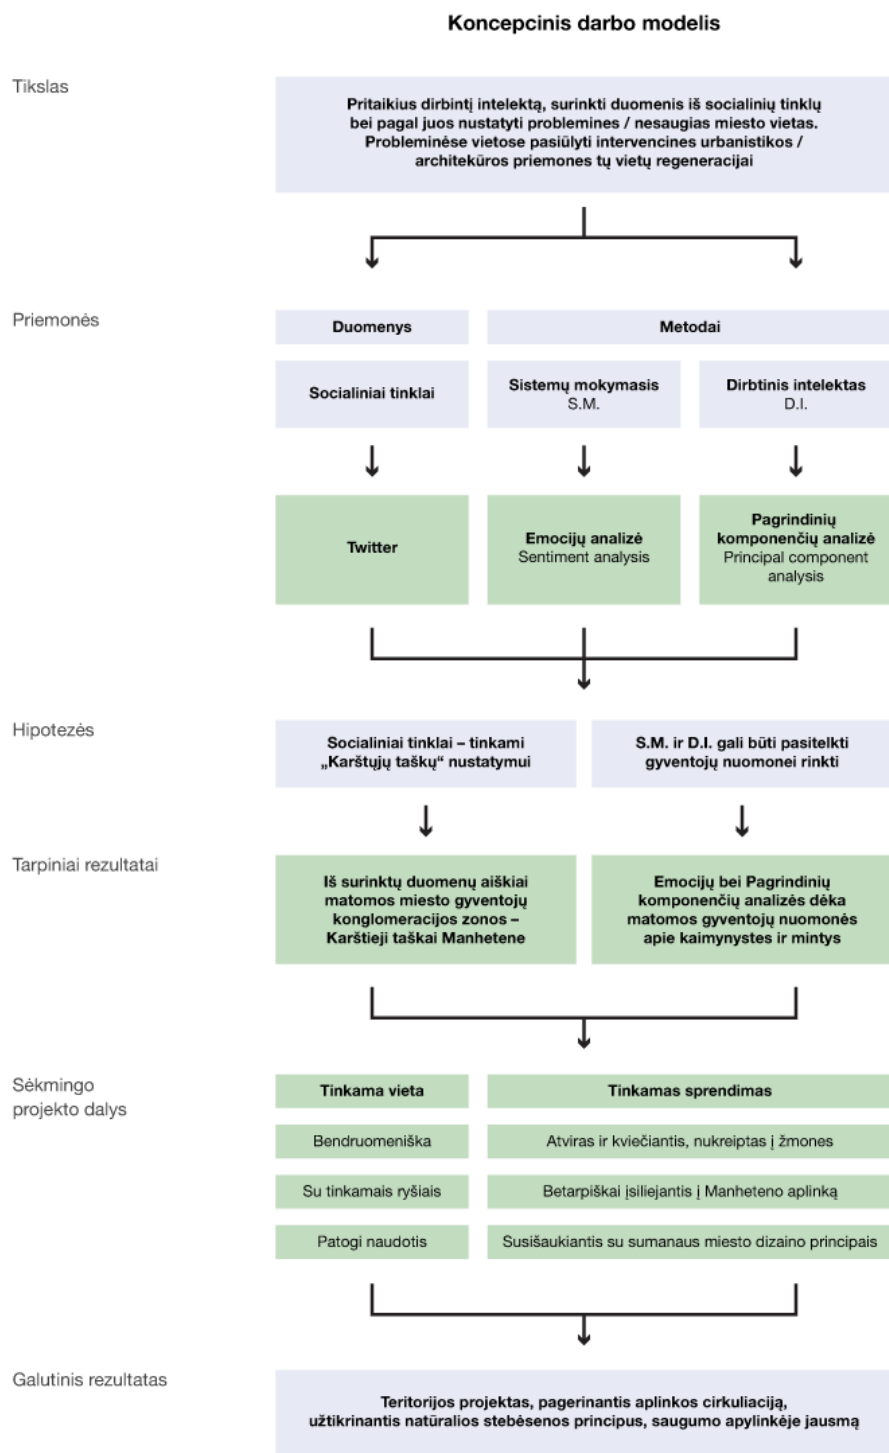 Koncepcinis darbo modelis
Tikslas
Pritaikius dirbintį intelektą, surinkti duomenis iš socialinių tinklų
bei pagal juos nustatyti problemines / nesaugias miesto vietas.
Probleminėse vietose pasiūlyti intervencines urbanistikos /
architekūros priemones tų vietų regeneracijai
Priemonės
Duomenys
Metodai
Socialiniai tinklai
Sistemų mokymasis
S.M.
Dirbtinis intelektas
D.I.
Twitter
Emocijų analizė
Sentiment analysis
Pagrindinių
komponenčių analizė
Principal component
analysis
Hipotezės
Socialiniai tinklai – tinkami
„Karštųjų taškų“ nustatymui
S.M. ir D.I. gali būti pasitelkti
gyventojų nuomonei rinkti
Tarpiniai rezultatai
Iš surinktų duomenų aiškiai
matomos miesto gyventojų
konglomeracijos zonos –
Karštieji taškai Manhetene
Emocijų bei Pagrindinių
komponenčių analizės dėka
matomos gyventojų nuomonės
apie kaimynystes ir mintys
Sėkmingo
projekto dalys
Tinkama vieta
Tinkamas sprendimas
Bendruomeniška
Atviras ir kviečiantis, nukreiptas į žmones
Su tinkamais ryšiais
Betarpiškai įsiliejantis į Manheteno aplinką
Patogi naudotis
Susišaukiantis su sumanaus miesto dizaino principais
Galutinis rezultatas
Teritorijos projektas, pagerinantis aplinkos cirkuliaciją,
užtikrinantis natūralios stebėsenos principus, saugumo apylinkėje jausmą